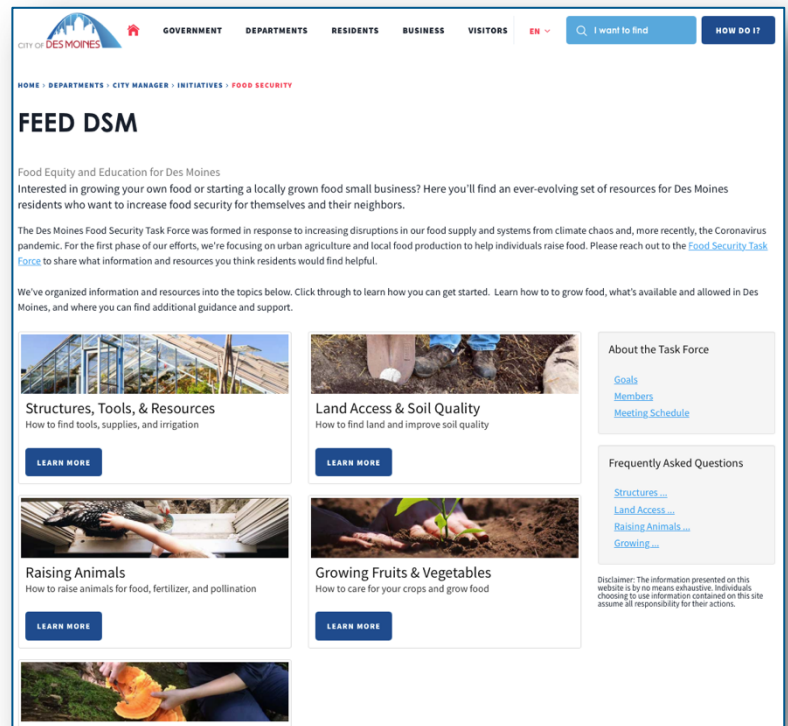 CITY OF DES MOINES
GOVERNMENT DEPARTMENTS RESIDENTS BUSINESS VISITORS EN I want to find HOW DO I?
HOME > DEPARTMENTS > CITY MANAGER > INITIATIVES > FOOD SECURITY
FEED DSM
Food Equity and Education for Des Moines
Interested in growing your own food or starting a locally grown food small business? Here you'll find an ever-evolving set of resources for Des Moines
residents who want to increase food security for themselves and their neighbors.
The Des Moines Food Security Task Force was formed in response to increasing disruptions in our food supply and systems from climate chaos and, more recently, the Coronavirus
pandemic. For the first phase of our efforts, we're focusing on urban agriculture and local food production to help individuals raise food. Please reach out to the Food Security Task
Force to share what information and resources you think residents would find helpful.
We've organized information and resources into the topics below. Click through to learn how you can get started. Learn how to to grow food, what's available and allowed in Des
Moines, and where you can find additional guidance and support.
Structures, Tools, & Resources
How to find tools, supplies, and irrigation
LEARN MORE
Land Access & Soil Quality
How to find land and improve soil quality
LEARN MORE
Raising Animals
How to raise animals for food, fertilizer, and pollination
LEARN MORE
Growing Fruits & Vegetables
How to care for your crops and grow food
LEARN MORE
About the Task Force
Goals
Members
Meeting Schedule
Frequently Asked Questions
Structures ...
Land Access ...
Raising Animals ...
Growing ...
Disclaimer: The information presented on this
website is by no means exhaustive. Individuals
choosing to use information contained on this site
assume all responsibility for their actions.